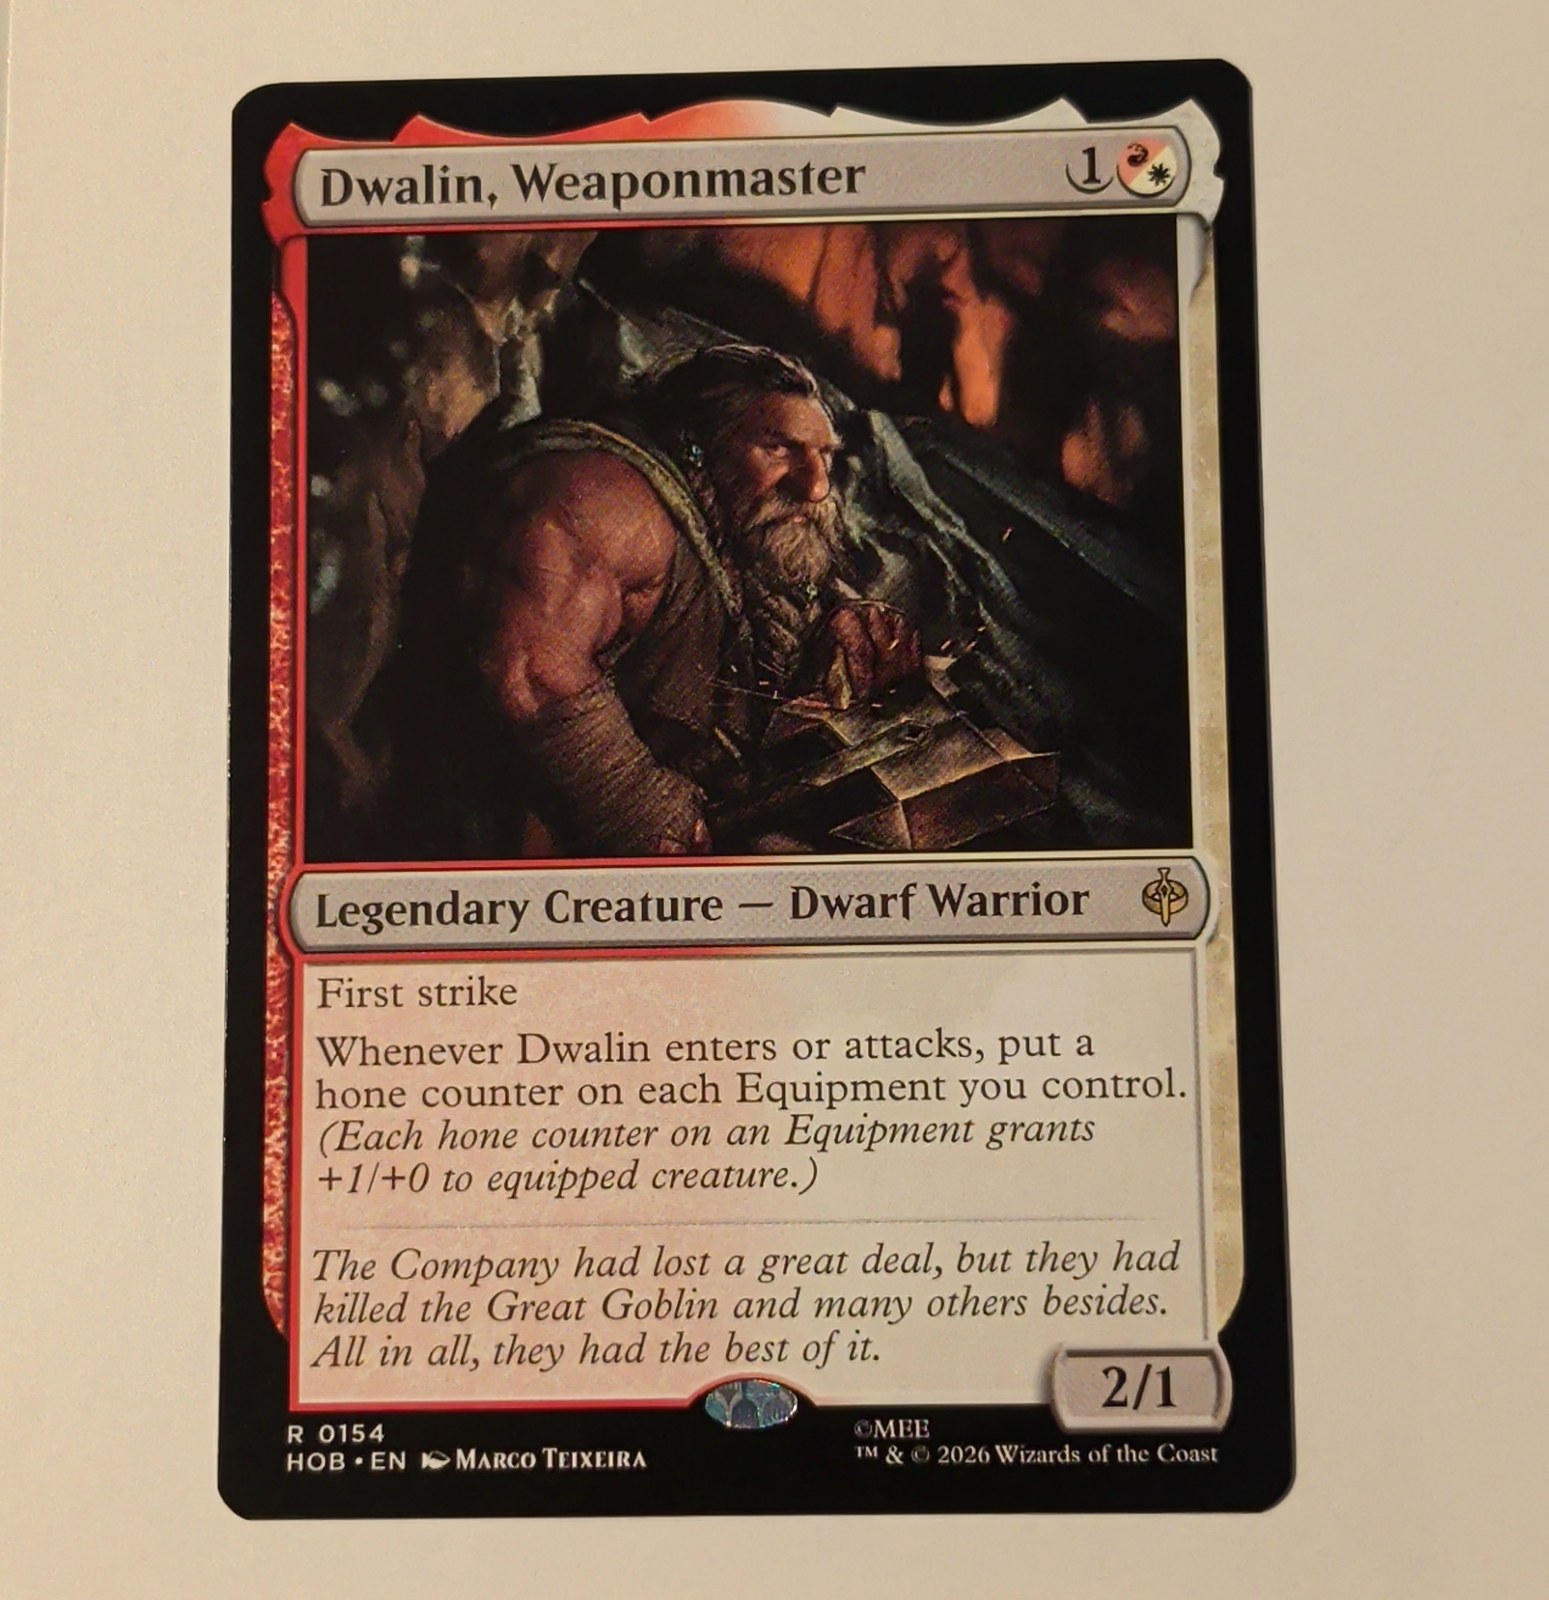 Dwalin, Weaponmaster 1
Legendary Creature — Dwarf Warrior
First strike
Whenever Dwalin enters or attacks, put a
hone counter on each Equipment you control.
(Each hone counter on an Equipment grants
+1/+0 to equipped creature.)
The Company had lost a great deal, but they had
killed the Great Goblin and many others besides.
All in all, they had the best of it.
2/1
R 0154
HOB • EN Marco Teixeira
©MEE
™ & © 2026 Wizards of the Coast